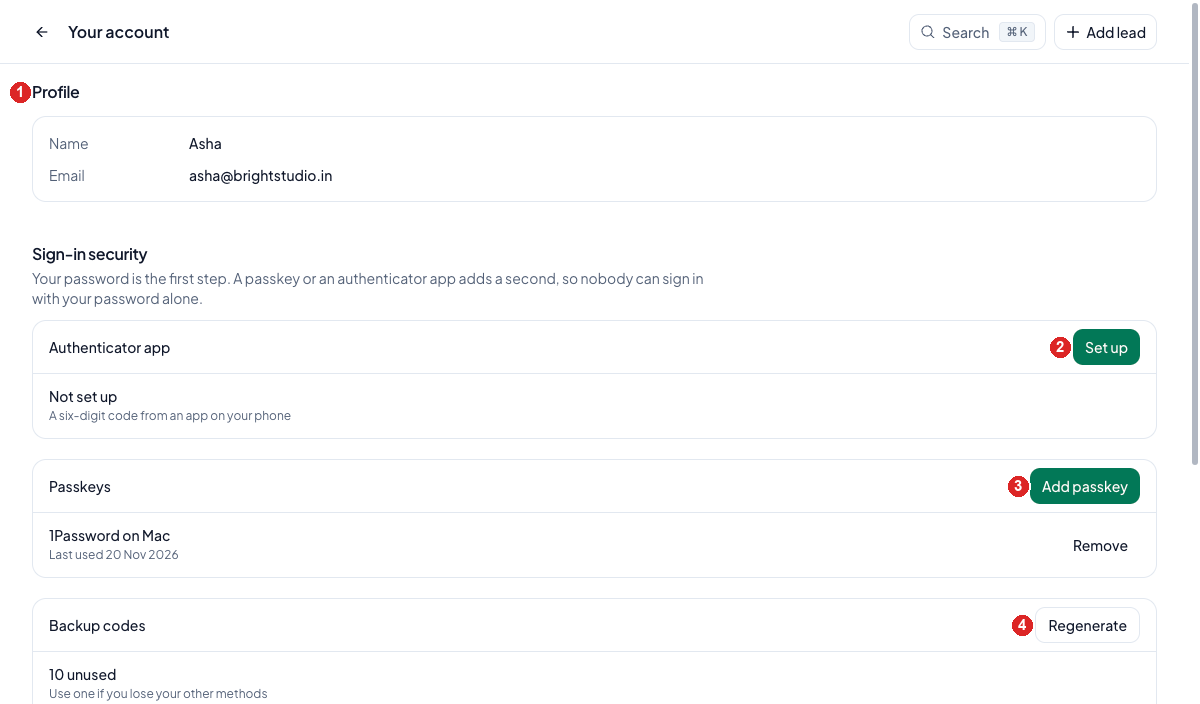 Your account
Search ⌘ K
+ Add lead
1 Profile
Name Asha
Email asha@brightstudio.in
Sign-in security
Your password is the first step. A passkey or an authenticator app adds a second, so nobody can sign in
with your password alone.
Authenticator app
2 Set up
Not set up
A six-digit code from an app on your phone
Passkeys
3 Add passkey
1Password on Mac
Last used 20 Nov 2026
Remove
Backup codes
4 Regenerate
10 unused
Use one if you lose your other methods